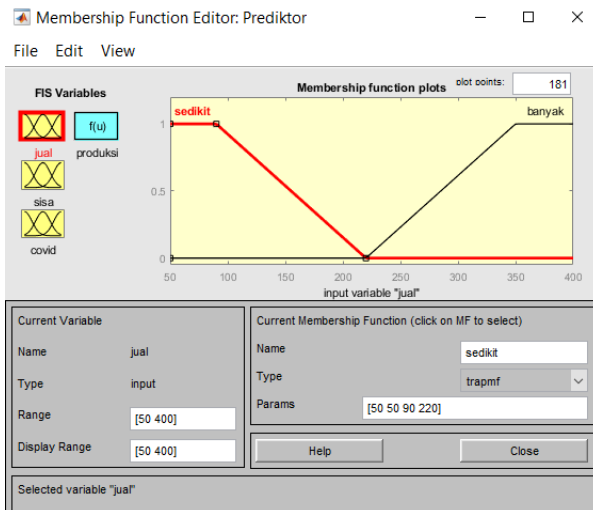 Membership Function Editor: Prediktor
File Edit View
FIS Variables
f(u)
jual produksi
sisa
covid
Membership function plots plot points: 181
sedikit banyak
1
0.5
0
50 100 150 200 250 300 350 400
input variable "jual"
Current Variable
Name jual
Type input
Range [50 400]
Display Range [50 400]
Current Membership Function (click on MF to select)
Name sedikit
Type trapmf
Params [50 50 90 220]
Help Close
Selected variable "jual"